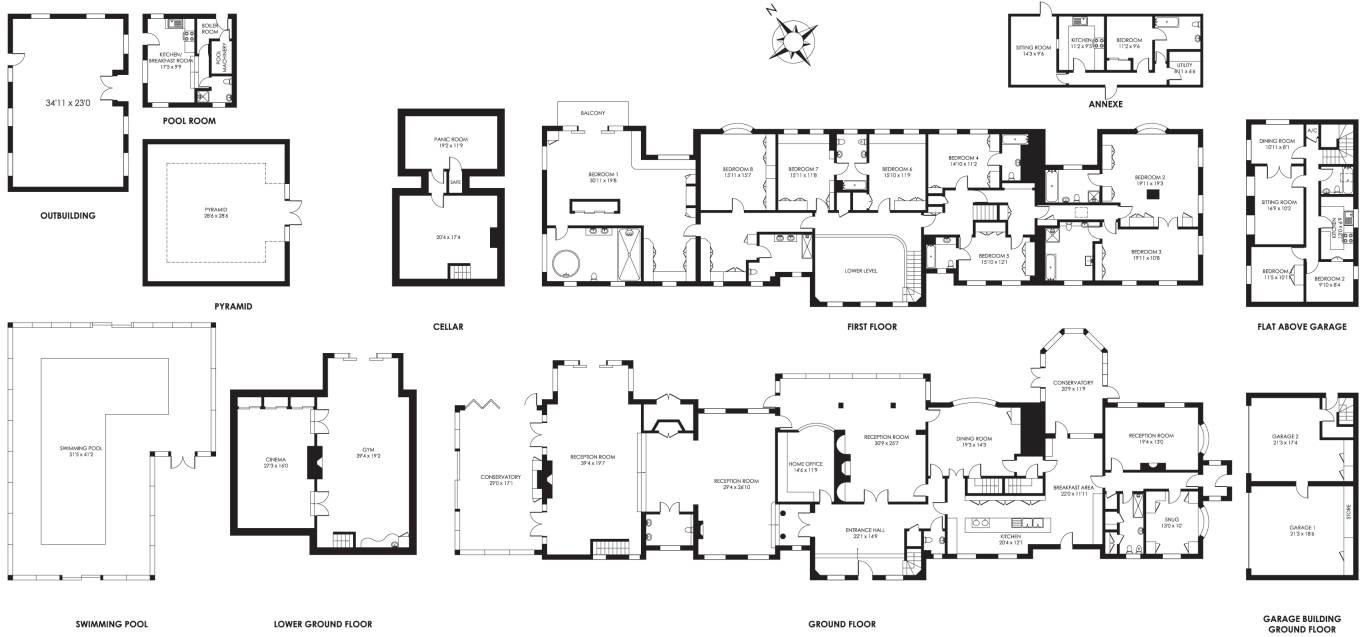 N
BOILER
ROOM
POOL
MACHINERY
KITCHEN/
BREAKFAST ROOM
17'5 x 9'9
34'11 x 23'0
POOL ROOM
OUTBUILDING
PYRAMID
28'6 x 28'6
PYRAMID
PANIC ROOM
19'2 x 11'9
SAFE
20'4 x 17'4
CELLAR
BALCONY
BEDROOM 1
30'11 x 19'8
BEDROOM 8
15'11 x 15'7
BEDROOM 7
15'11 x 11'8
BEDROOM 6
15'10 x 11'9
BEDROOM 4
14'10 x 11'2
BEDROOM 2
19'11 x 19'3
BEDROOM 5
15'10 x 12'1
BEDROOM 3
19'11 x 10'8
LOWER LEVEL
FIRST FLOOR
SITTING ROOM
14'3 x 9'6
KITCHEN
11'2 x 9'5
BEDROOM
11'2 x 9'6
UTILITY
8'11 x 6'6
ANNEXE
DINING ROOM
10'11 x 8'1
A/C
SITTING ROOM
16'9 x 10'2
KITCHEN
BEDROOM
11'5 x 10'11
BEDROOM 2
9'10 x 8'4
FLAT ABOVE GARAGE
SWIMMING POOL
51'5 x 41'2
SWIMMING POOL
CINEMA
27'3 x 16'0
GYM
39'4 x 19'2
LOWER GROUND FLOOR
CONSERVATORY
29'0 x 17'1
RECEPTION ROOM
39'4 x 19'7
RECEPTION ROOM
29'4 x 26'10
HOME OFFICE
14'6 x 11'9
RECEPTION ROOM
30'9 x 25'7
ENTRANCE HALL
22'1 x 14'9
DINING ROOM
19'3 x 14'3
KITCHEN
20'4 x 12'1
CONSERVATORY
20'9 x 11'9
BREAKFAST AREA
22'0 x 11'11
RECEPTION ROOM
19'4 x 13'0
SNUG
13'0 x 10'
GROUND FLOOR
GARAGE 2
21'3 x 17'4
GARAGE 1
21'3 x 18'6
STORE
GARAGE BUILDING
GROUND FLOOR